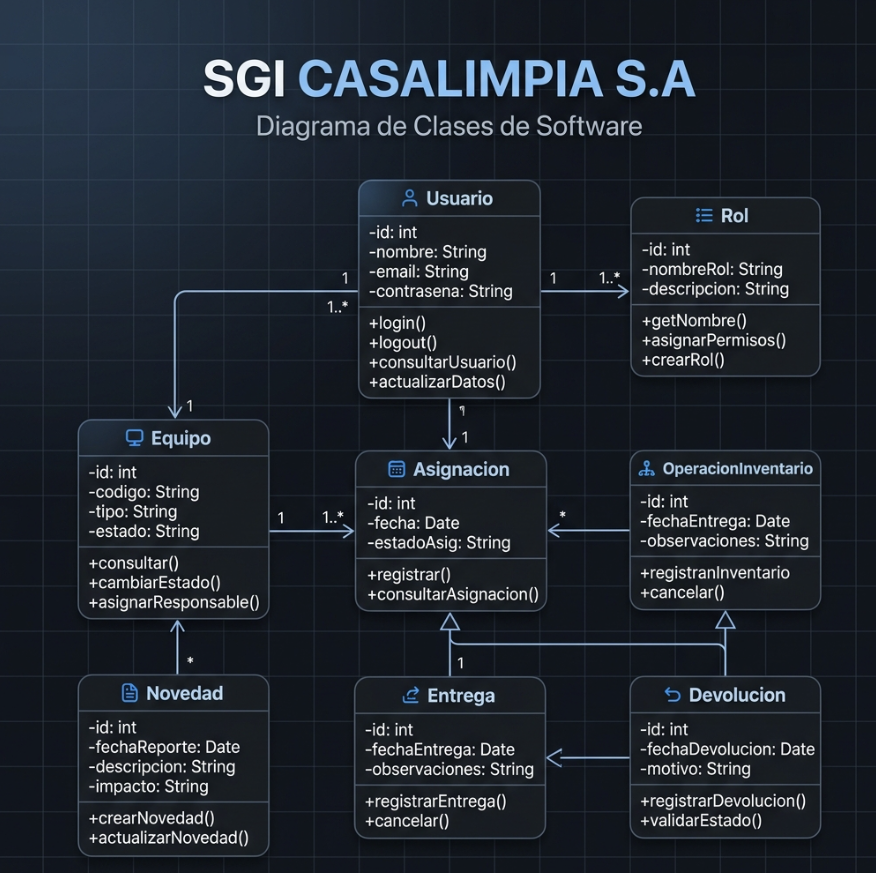 SGI CASALIMPIA S.A
Diagrama de Clases de Software
Usuario
-id: int
-nombre: String
-email: String
-contrasena: String
+login()
+logout()
+consultarUsuario()
+actualizarDatos()
Rol
-id: int
-nombreRol: String
-descripcion: String
+getNombre()
+asignarPermisos()
+crearRol()
1
1..*
1
1..*
1
1
Equipo
-id: int
-codigo: String
-tipo: String
-estado: String
+consultar()
+cambiarEstado()
+asignarResponsable()
1
1..*
Asignacion
-id: int
-fecha: Date
-estadoAsig: String
+registrar()
+consultarAsignacion()
*
OperacionInventario
-id: int
-fechaEntrega: Date
-observaciones: String
+registranInventario
+cancelar()
*
1
Novedad
-id: int
-fechaReporte: Date
-descripcion: String
-impacto: String
+crearNovedad()
+actualizarNovedad()
Entrega
-id: int
-fechaEntrega: Date
-observaciones: String
+registrarEntrega()
+cancelar()
Devolucion
-id: int
-fechaDevolucion: Date
-motivo: String
+registrarDevolucion()
+validarEstado()